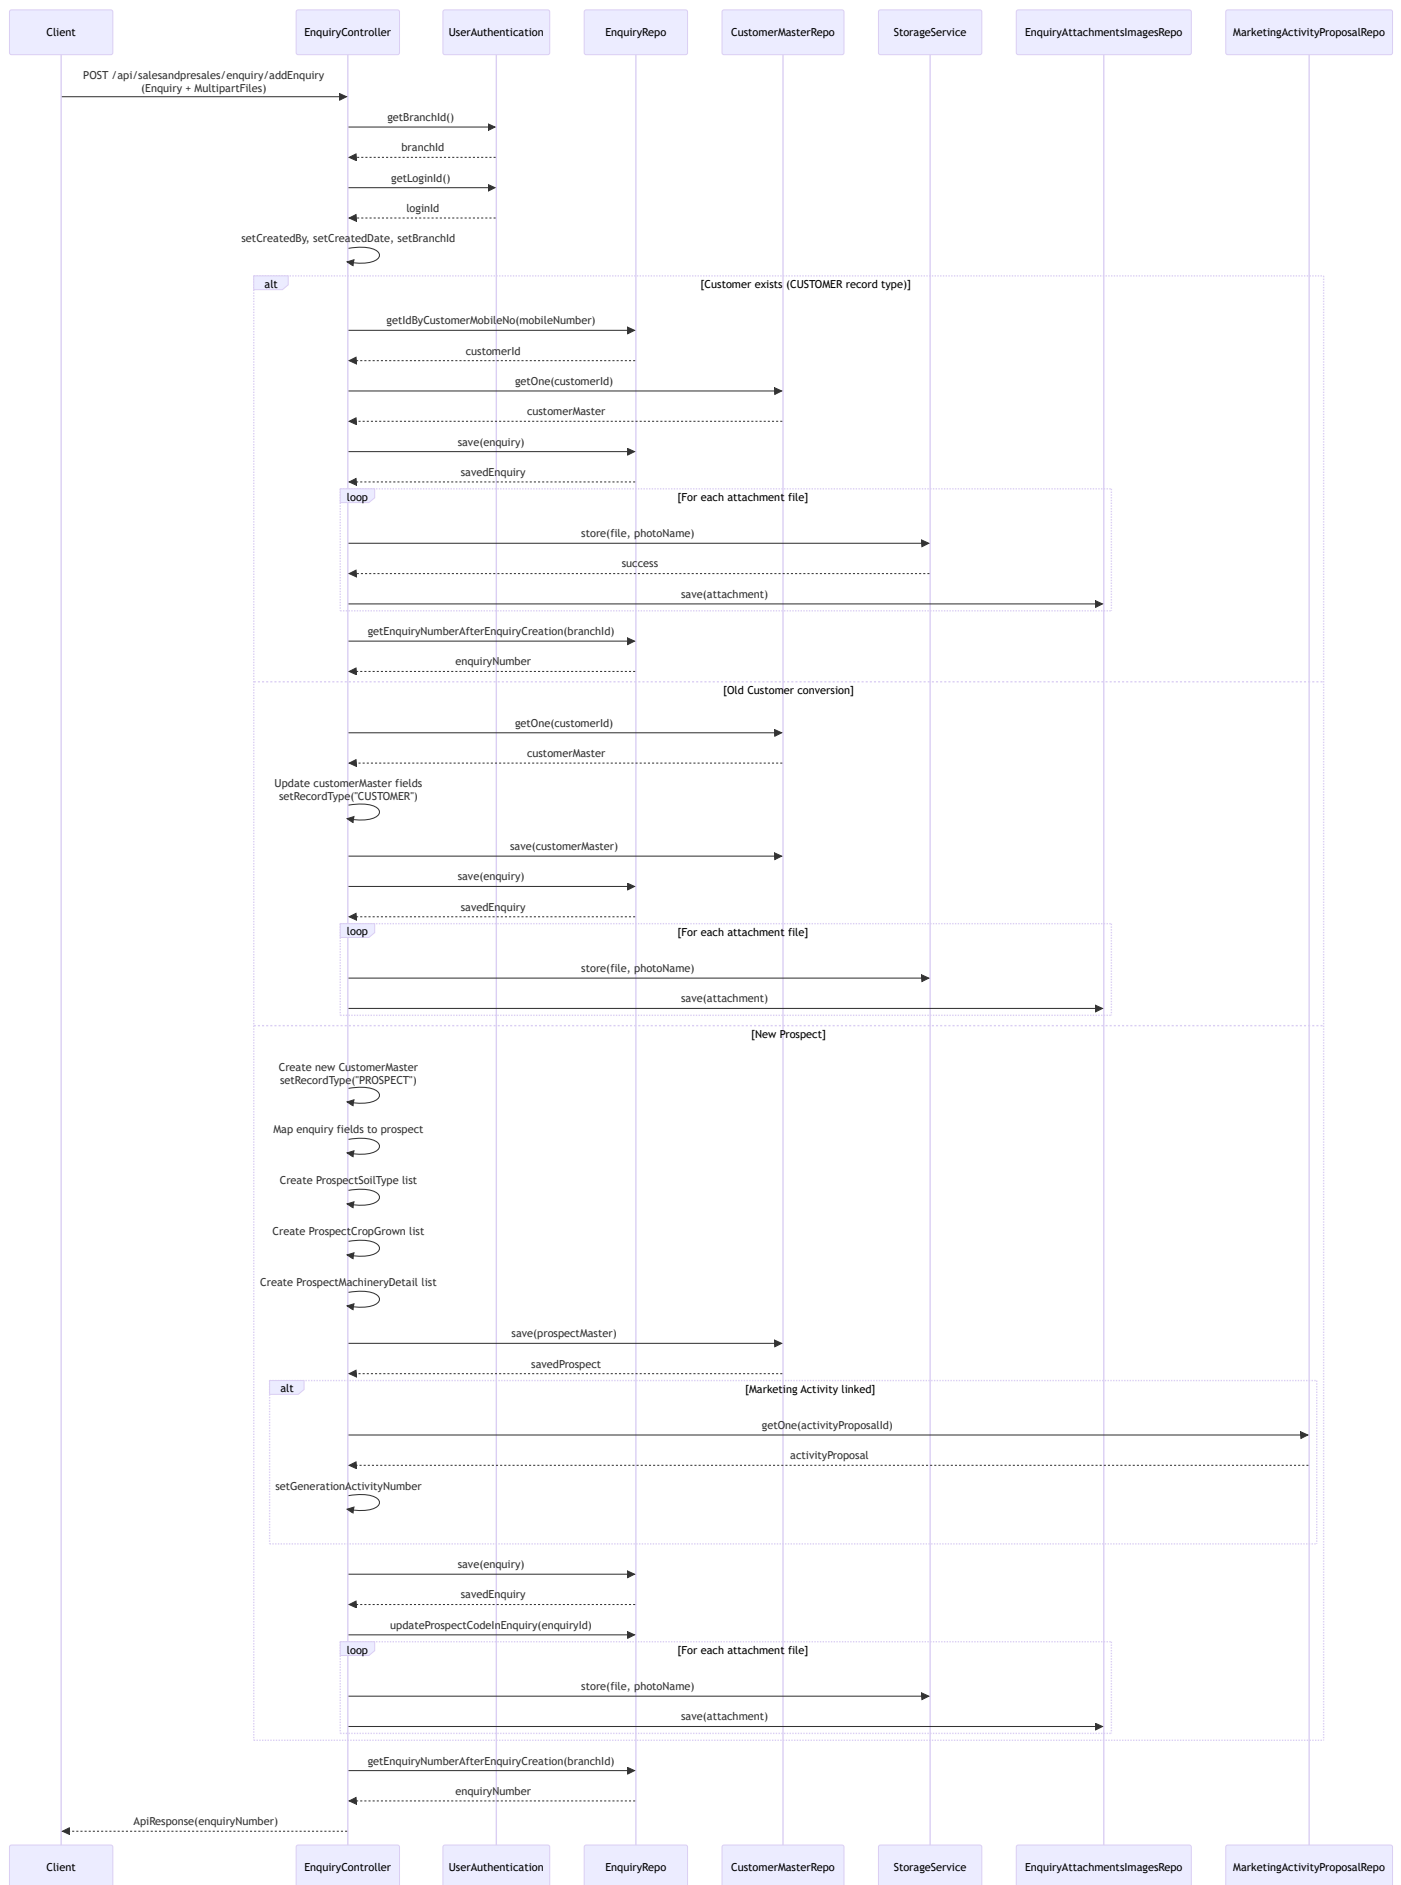 Client
EnquiryController
UserAuthentication
EnquiryRepo
CustomerMasterRepo
StorageService
EnquiryAttachmentsImagesRepo
MarketingActivityProposalRepo
POST /api/salesandpresales/enquiry/addEnquiry
(Enquiry + MultipartFiles)
getBranchId()
branchId
getLoginId()
loginId
setCreatedBy, setCreatedDate, setBranchId
alt
[Customer exists (CUSTOMER record type)]
getIdByCustomerMobileNo(mobileNumber)
customerId
getOne(customerId)
customerMaster
save(enquiry)
savedEnquiry
loop
[For each attachment file]
store(file, photoName)
success
save(attachment)
getEnquiryNumberAfterEnquiryCreation(branchId)
enquiryNumber
[Old Customer conversion]
getOne(customerId)
customerMaster
Update customerMaster fields
setRecordType("CUSTOMER")
save(customerMaster)
save(enquiry)
savedEnquiry
loop
[For each attachment file]
store(file, photoName)
save(attachment)
[New Prospect]
Create new CustomerMaster
setRecordType("PROSPECT")
Map enquiry fields to prospect
Create ProspectSoilType list
Create ProspectCropGrown list
Create ProspectMachineryDetail list
save(prospectMaster)
savedProspect
alt
[Marketing Activity linked]
getOne(activityProposalId)
activityProposal
setGenerationActivityNumber
save(enquiry)
savedEnquiry
updateProspectCodeInEnquiry(enquiryId)
loop
[For each attachment file]
store(file, photoName)
save(attachment)
getEnquiryNumberAfterEnquiryCreation(branchId)
enquiryNumber
ApiResponse(enquiryNumber)
Client
EnquiryController
UserAuthentication
EnquiryRepo
CustomerMasterRepo
StorageService
EnquiryAttachmentsImagesRepo
MarketingActivityProposalRepo